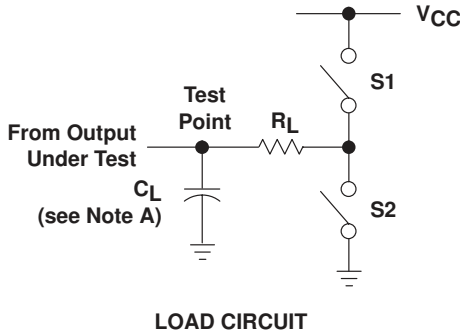 VCC
S1
Test
Point
RL
From Output
Under Test
CL
(see Note A)
S2
LOAD CIRCUIT